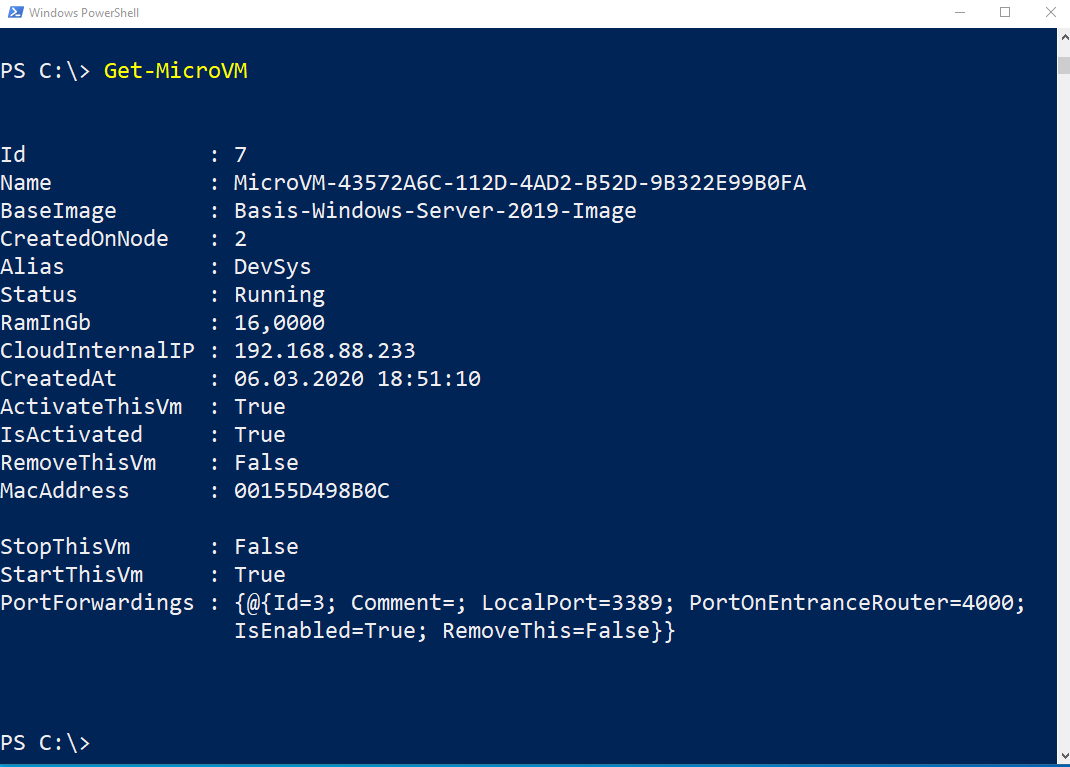 Windows PowerShell
PS C:\> Get-MicroVM
Id : 7
Name : MicroVM-43572A6C-112D-4AD2-B52D-9B322E99B0FA
BaseImage : Basis-Windows-Server-2019-Image
CreatedOnNode : 2
Alias : DevSys
Status : Running
RamInGb : 16,0000
CloudInternalIP : 192.168.88.233
CreatedAt : 06.03.2020 18:51:10
ActivateThisVm : True
IsActivated : True
RemoveThisVm : False
MacAddress : 00155D498B0C
StopThisVm : False
StartThisVm : True
PortForwardings : {@{Id=3; Comment=; LocalPort=3389; PortOnEntranceRouter=4000;
IsEnabled=True; RemoveThis=False}}
PS C:\>